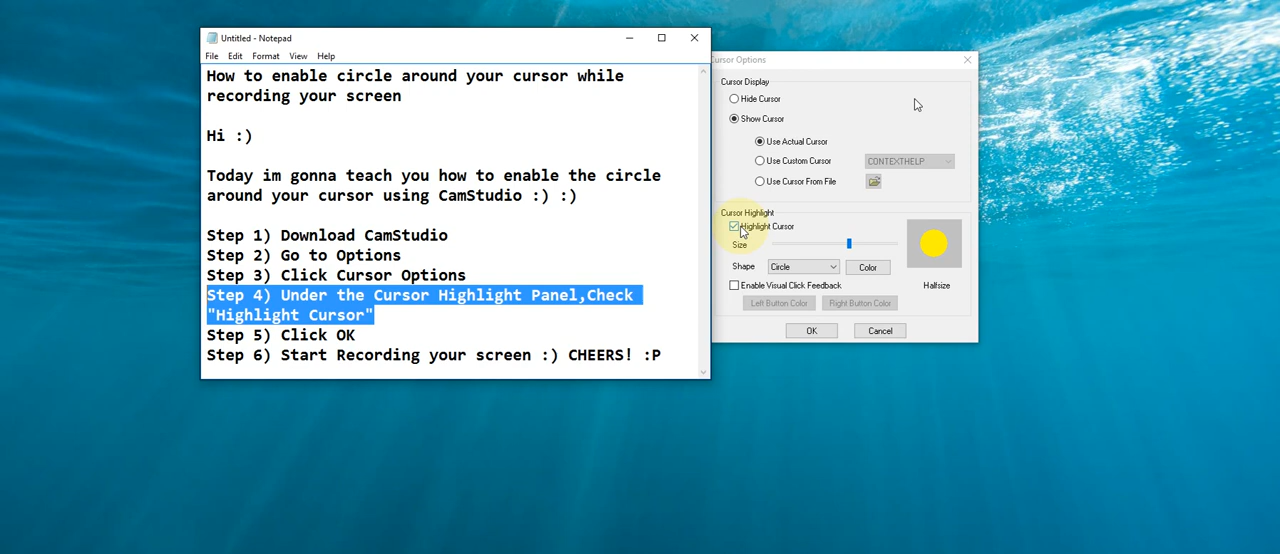 Untitled - Notepad
File Edit Format View Help
How to enable circle around your cursor while
recording your screen
Hi :)
Today im gonna teach you how to enable the circle
around your cursor using CamStudio :) :)
Step 1) Download CamStudio
Step 2) Go to Options
Step 3) Click Cursor Options
Step 4) Under the Cursor Highlight Panel,Check
"Highlight Cursor"
Step 5) Click OK
Step 6) Start Recording your screen :) CHEERS! :P
ursor Options
Cursor Display
Hide Cursor
Show Cursor
Use Actual Cursor
Use Custom Cursor CONTEXTHELP
Use Cursor From File
Cursor Highlight
Highlight Cursor
Size
Shape Circle Color
Enable Visual Click Feedback Halfsize
Left Button Color Right Button Color
OK Cancel